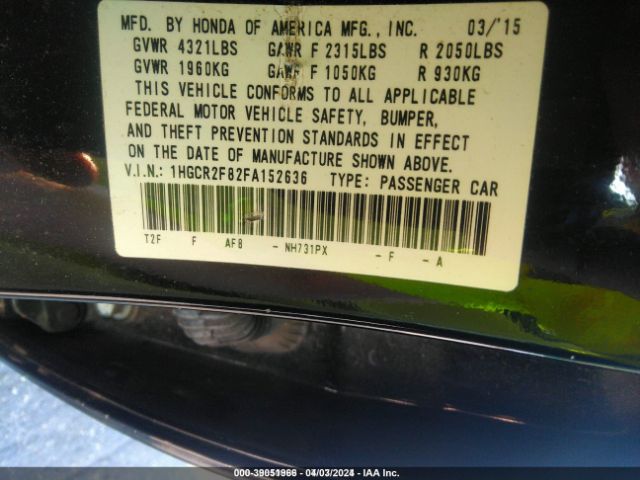 MFD. BY HONDA OF AMERICA MFG., INC. 03/'15
GVWR 4321LBS GAWR F 2315LBS R 2050LBS
GVWR 1960KG GAWR F 1050KG R 930KG
THIS VEHICLE CONFORMS TO ALL APPLICABLE
FEDERAL MOTOR VEHICLE SAFETY, BUMPER,
AND THEFT PREVENTION STANDARDS IN EFFECT
ON THE DATE OF MANUFACTURE SHOWN ABOVE.
V.I.N.: 1HGCR2F82FA152636 TYPE: PASSENGER CAR
T2F F AF8 - NH731PX - F - A
000-39051966 - 04/03/2024 - IAA Inc.